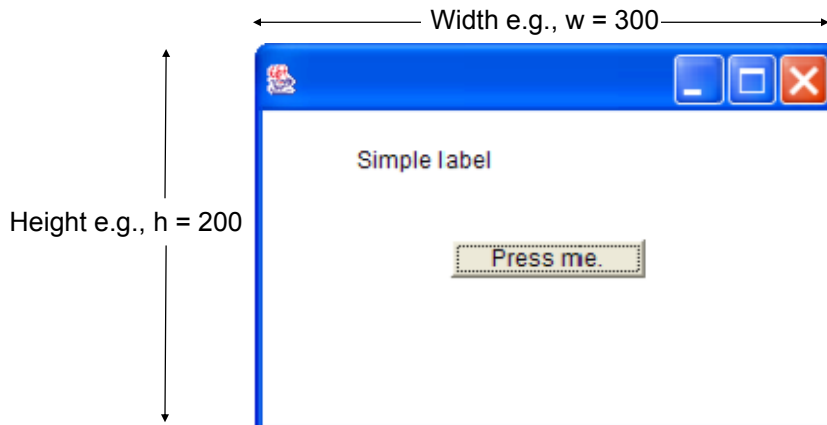 Width e.g., w = 300
Simple label
Height e.g., h = 200
Press me.